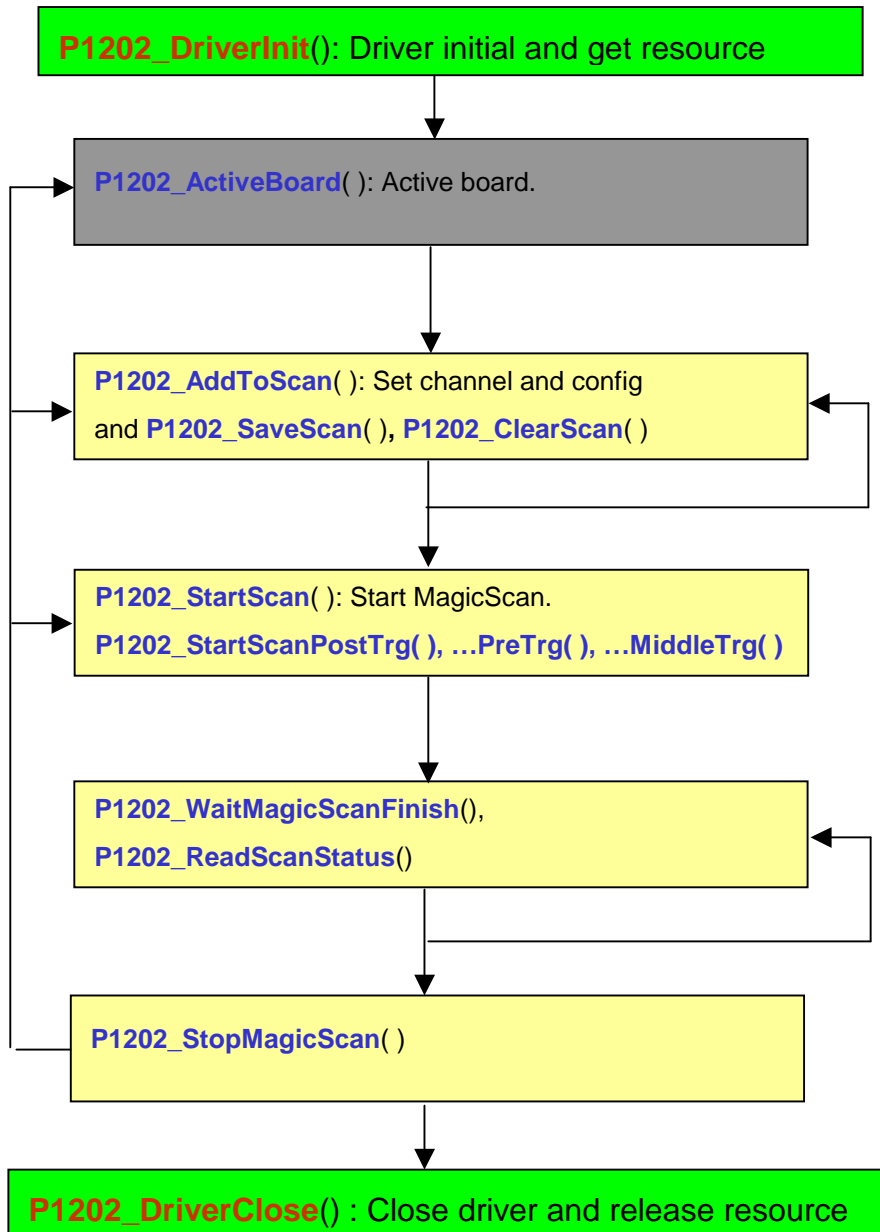 P1202_DriverInit(): Driver initial and get resource
P1202_ActiveBoard( ): Active board.
P1202_AddToScan( ): Set channel and config
and P1202_SaveScan( ), P1202_ClearScan( )
P1202_StartScan( ): Start MagicScan.
P1202_StartScanPostTrg( ), …PreTrg( ), …MiddleTrg( )
P1202_WaitMagicScanFinish(),
P1202_ReadScanStatus()
P1202_StopMagicScan( )
P1202_DriverClose() : Close driver and release resource